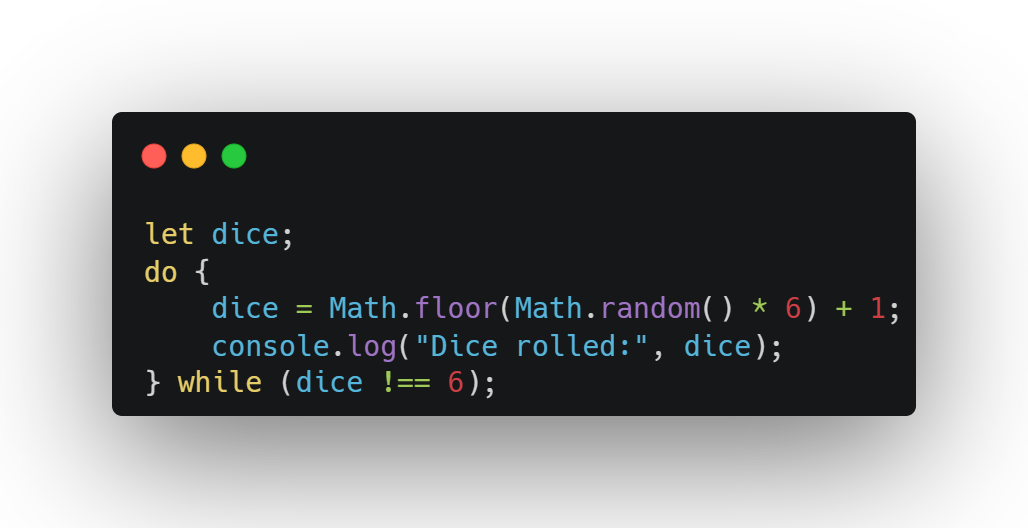 let dice;
do {
    dice = Math.floor(Math.random() * 6) + 1;
    console.log("Dice rolled:", dice);
} while (dice !== 6);